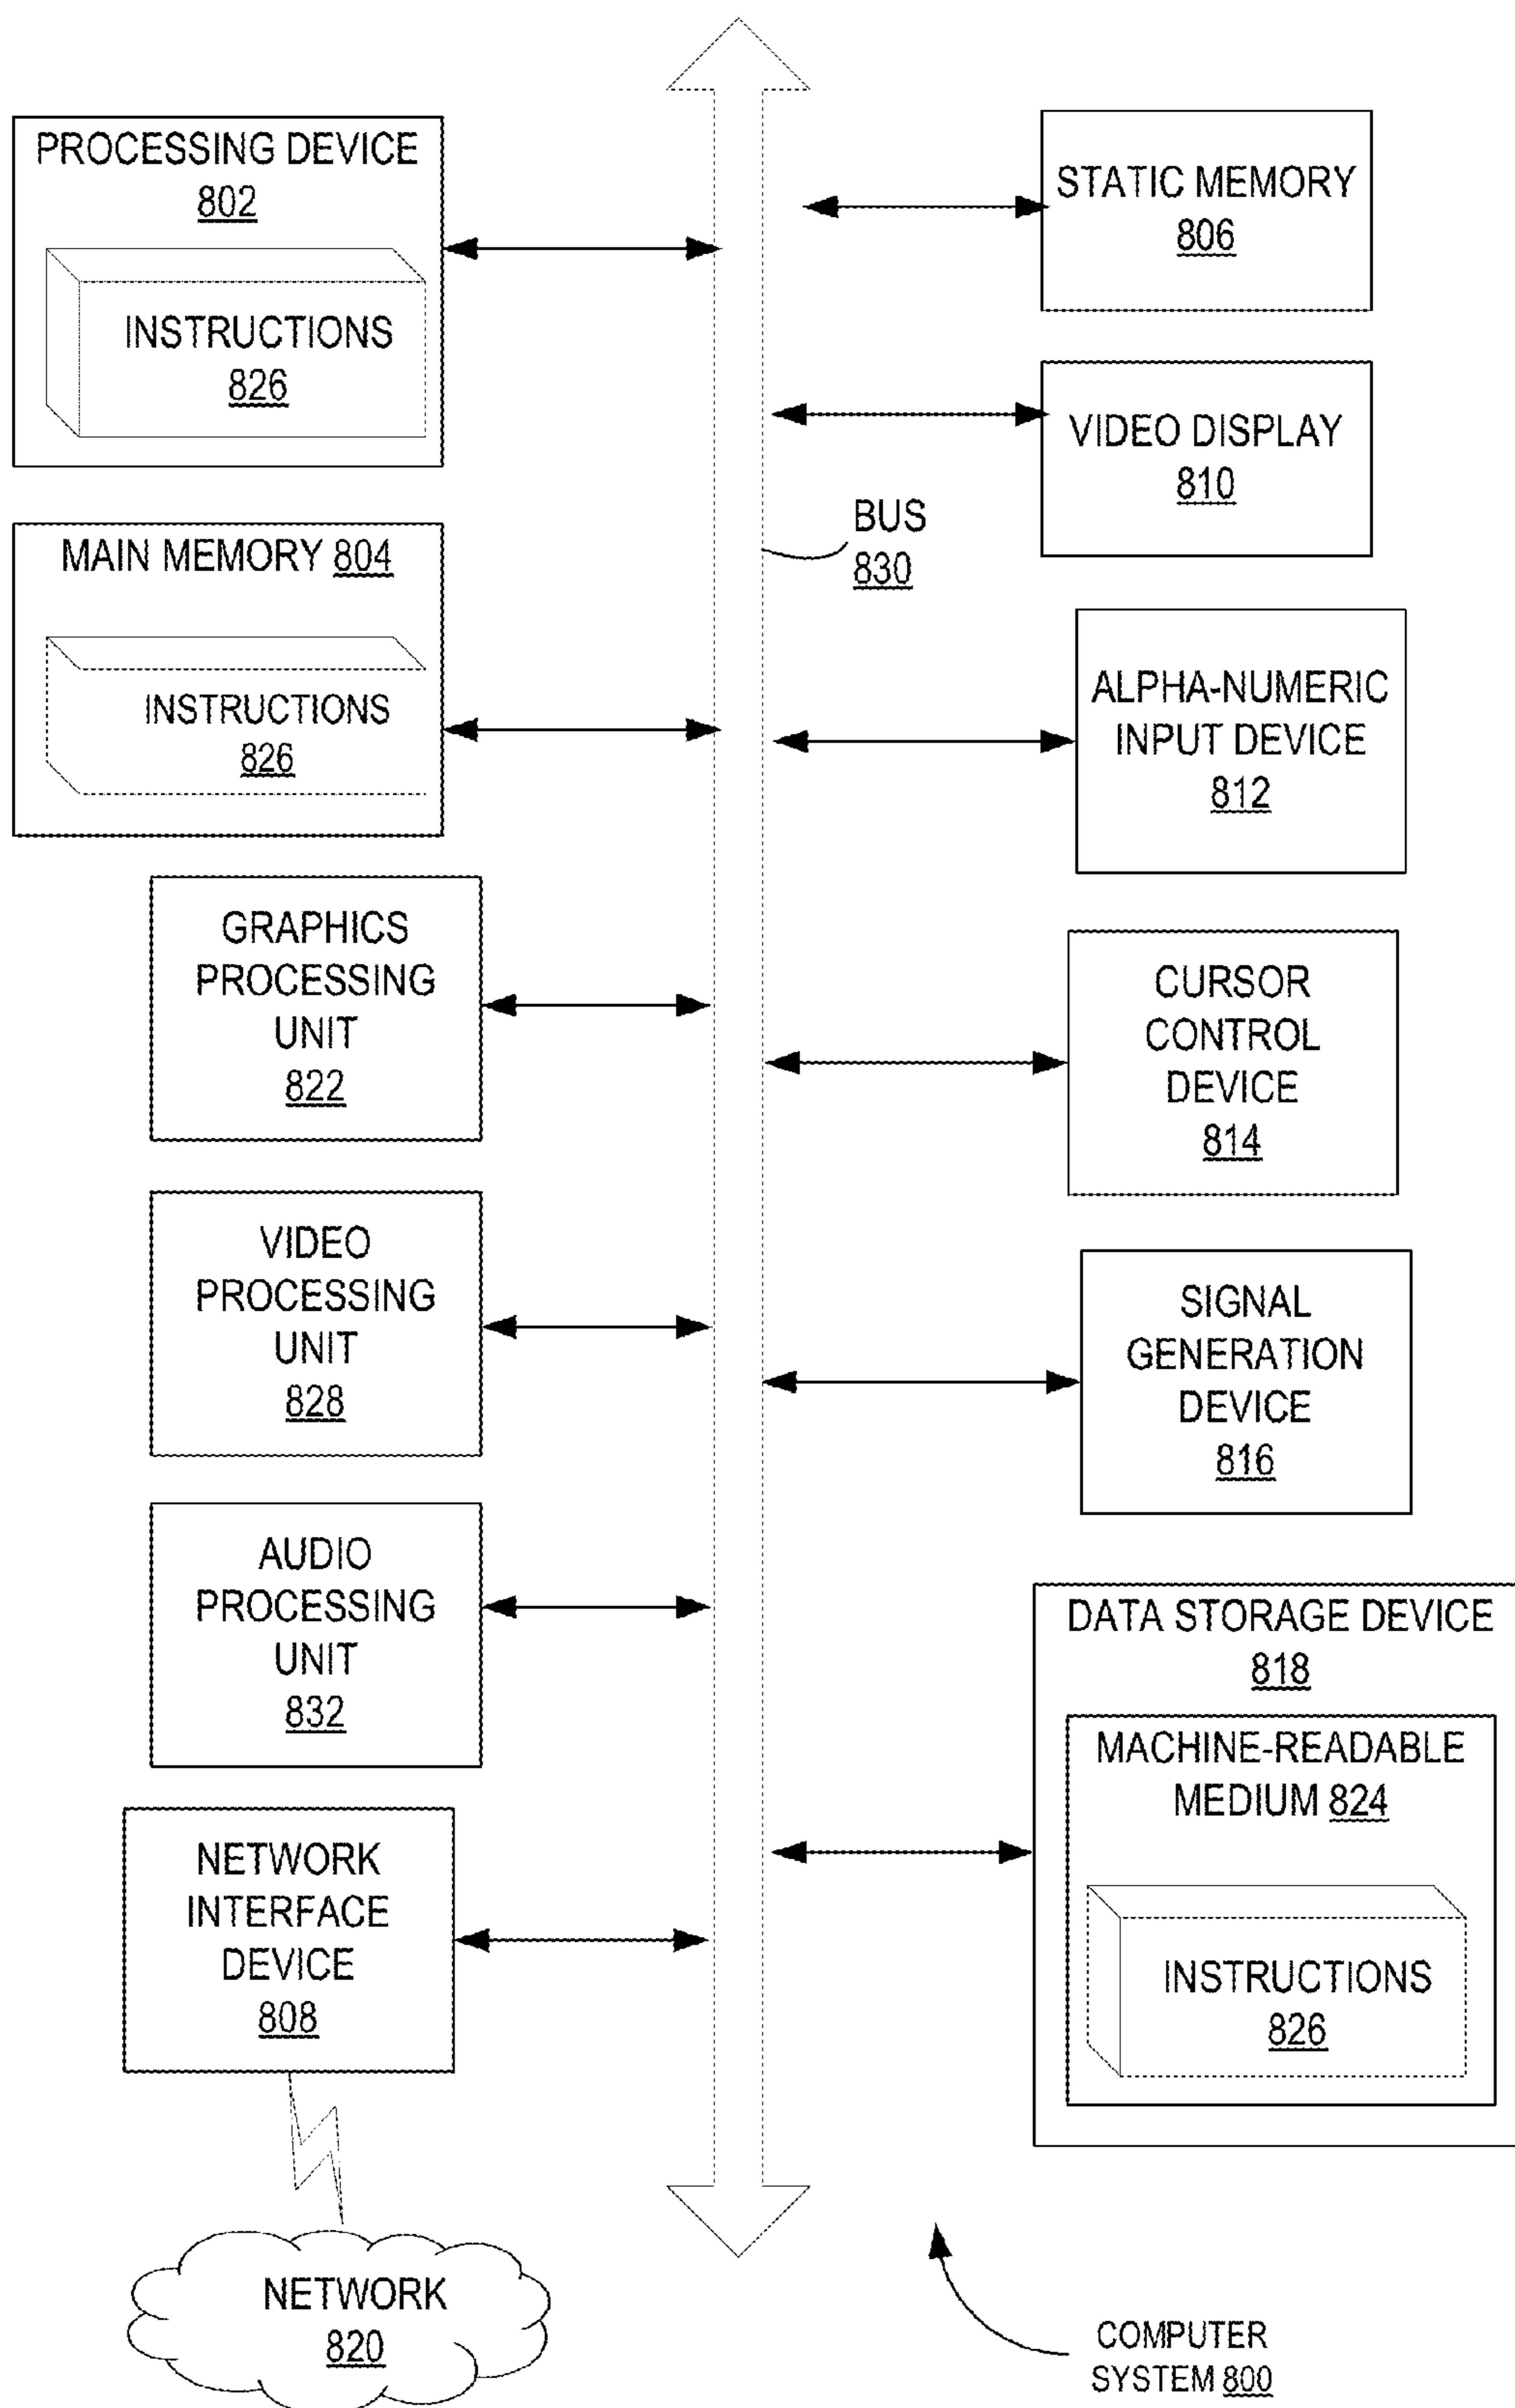 PROCESSING DEVICE
802
INSTRUCTIONS
826
MAIN MEMORY 804
INSTRUCTIONS
826
GRAPHICS
PROCESSING
UNIT
822
VIDEO
PROCESSING
UNIT
828
AUDIO
PROCESSING
UNIT
832
NETWORK
INTERFACE
DEVICE
808
NETWORK
820
BUS
830
STATIC MEMORY
806
VIDEO DISPLAY
810
ALPHA-NUMERIC
INPUT DEVICE
812
CURSOR
CONTROL
DEVICE
814
SIGNAL
GENERATION
DEVICE
816
DATA STORAGE DEVICE
818
MACHINE-READABLE
MEDIUM 824
INSTRUCTIONS
826
COMPUTER
SYSTEM 800